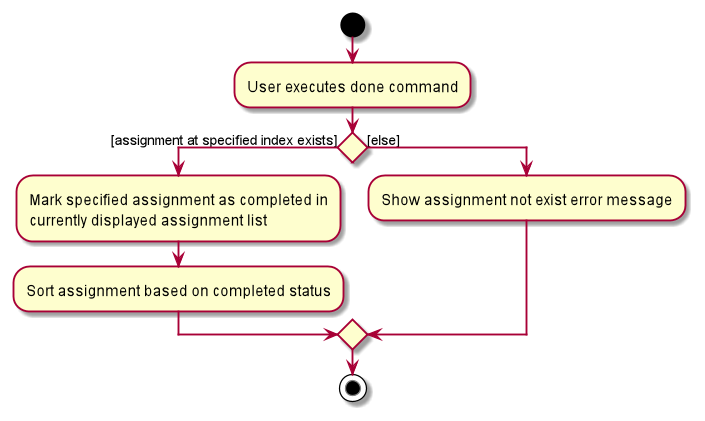 User executes done command
[assignment at specified index exists]
[else]
Mark specified assignment as completed in
currently displayed assignment list
Show assignment not exist error message
Sort assignment based on completed status